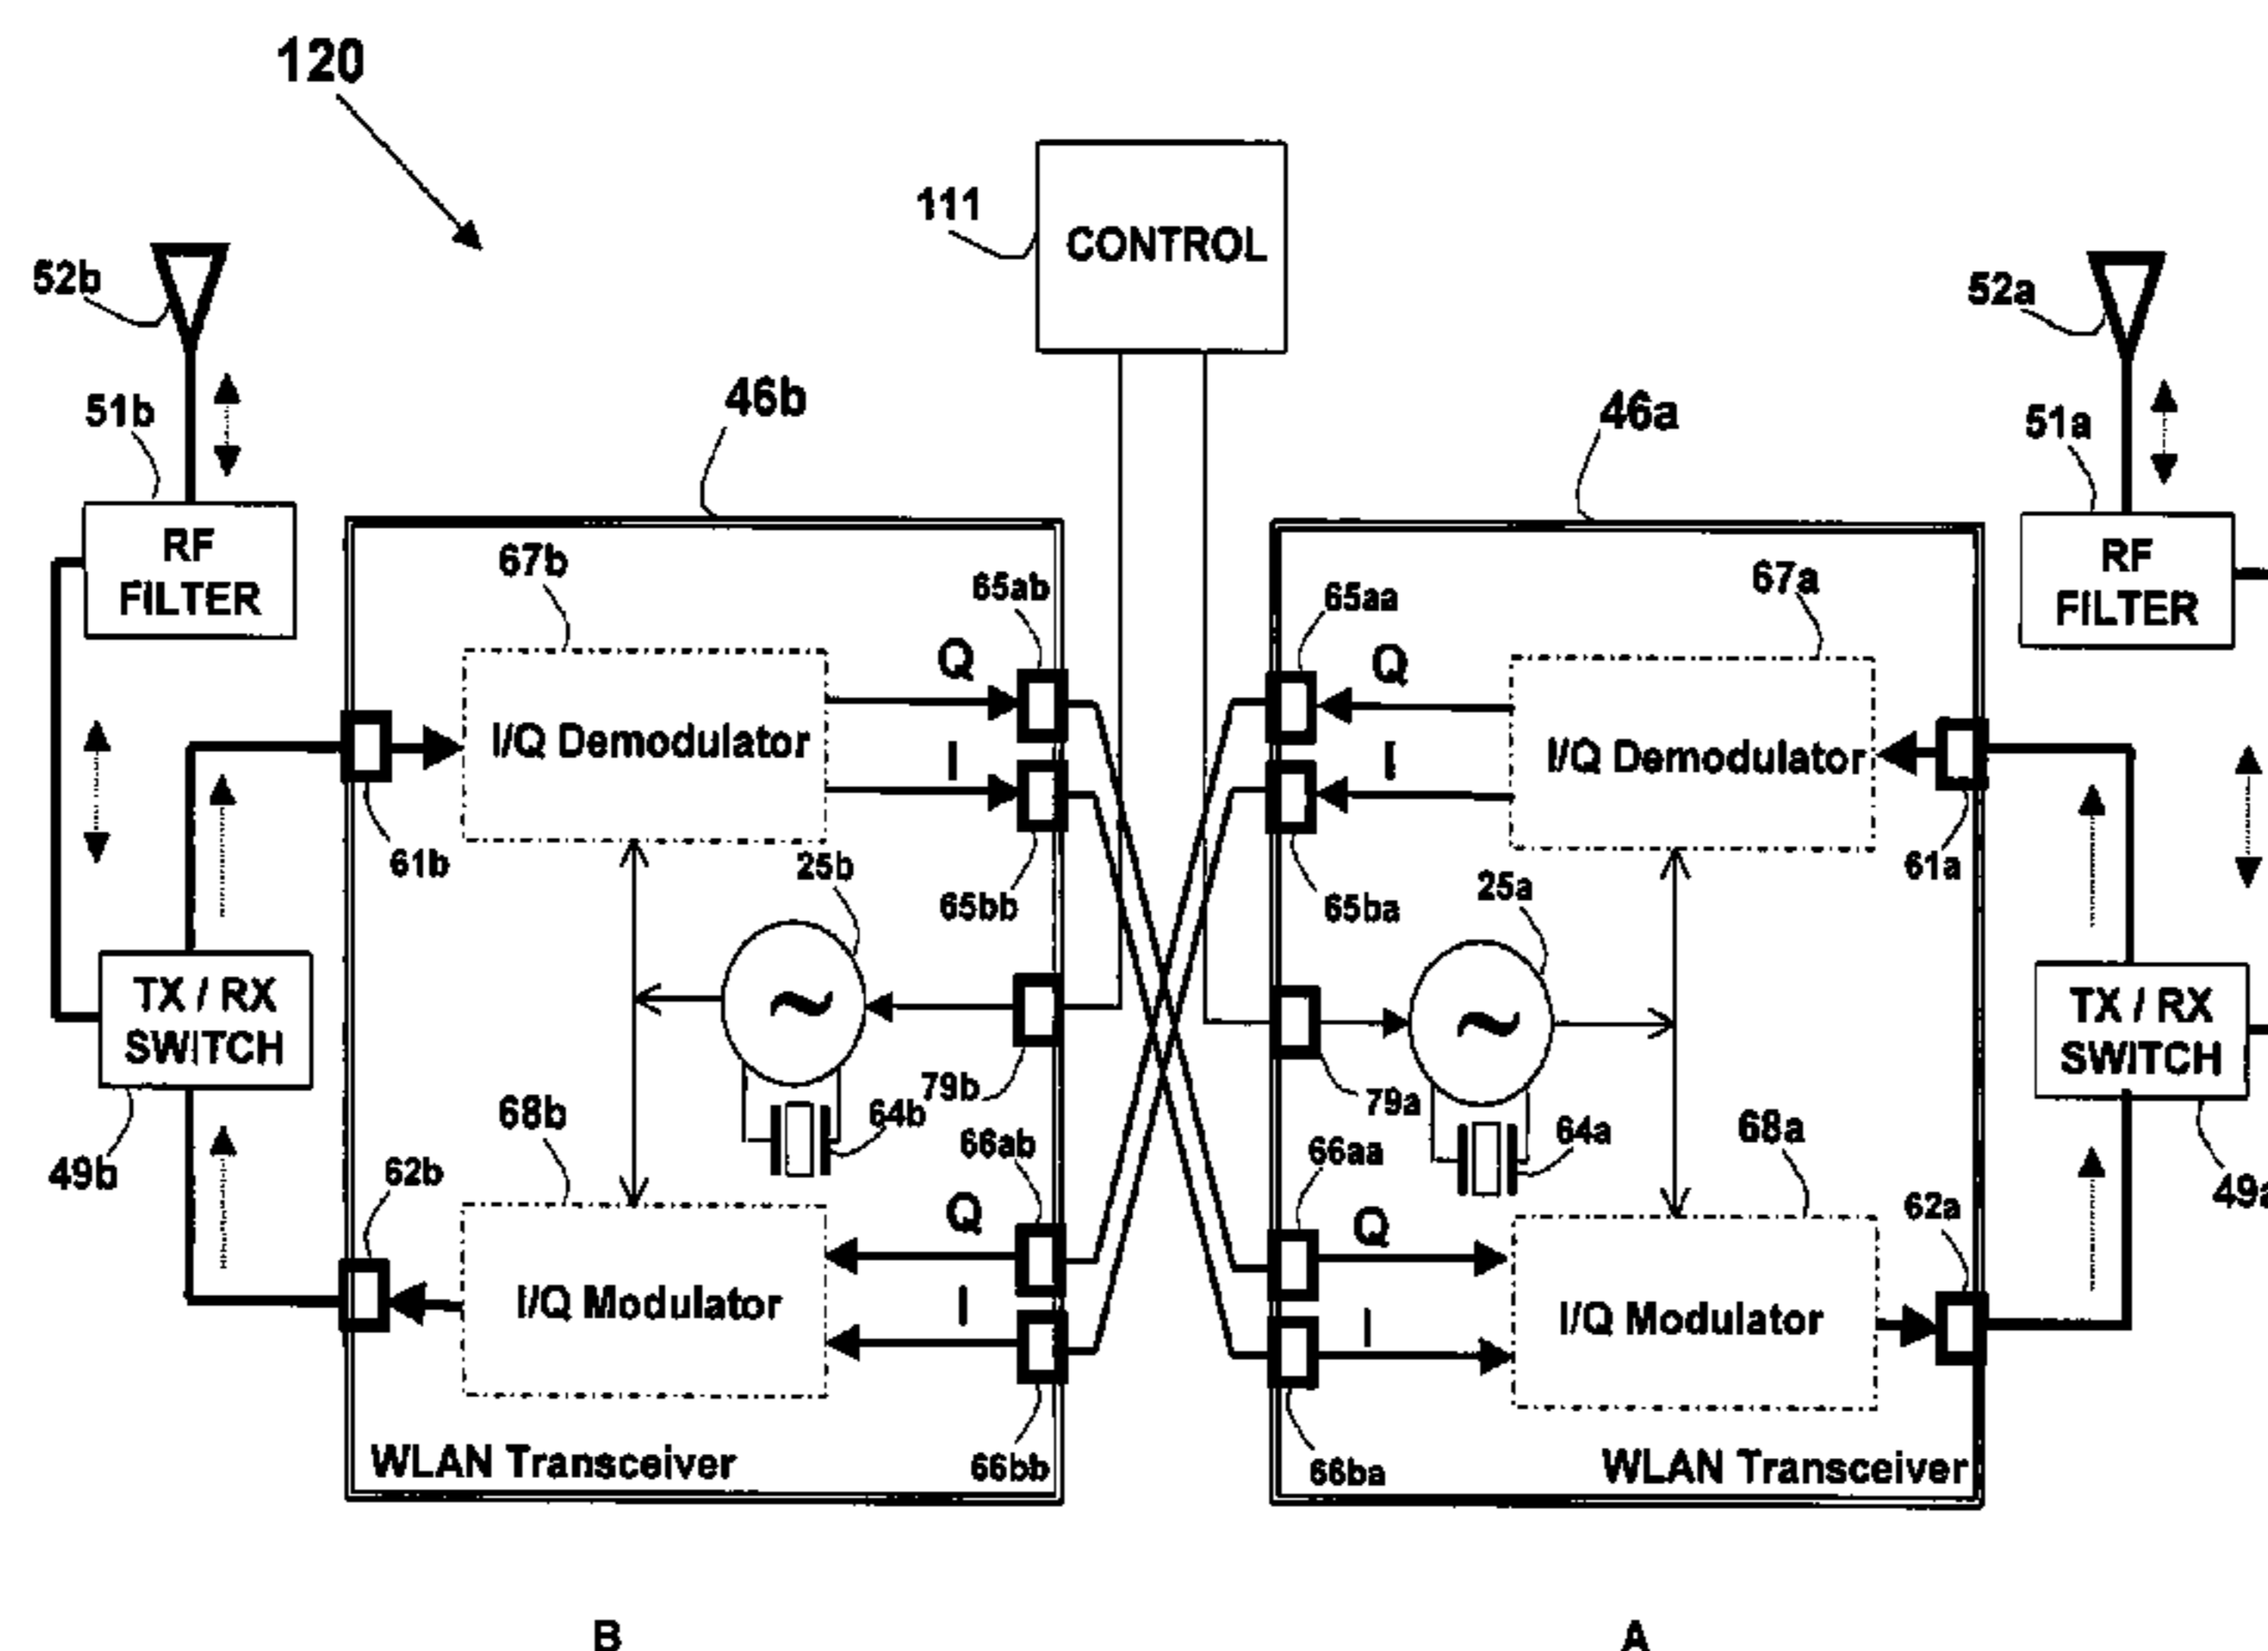 120
111
CONTROL
52b
52a
51b
46b
46a
51a
RF
FILTER
RF
FILTER
67b
65ab
65aa
67a
Q
Q
I/Q Demodulator
I/Q Demodulator
I
I
61b
25b
65bb
65ba
25a
61a
TX / RX
SWITCH
~
~
TX / RX
SWITCH
49b
68b
64b
79b
79a
64a
68a
49a
62b
66ab
66aa
62a
Q
Q
I/Q Modulator
I/Q Modulator
I
I
WLAN Transceiver
66bb
66ba
WLAN Transceiver
B
A